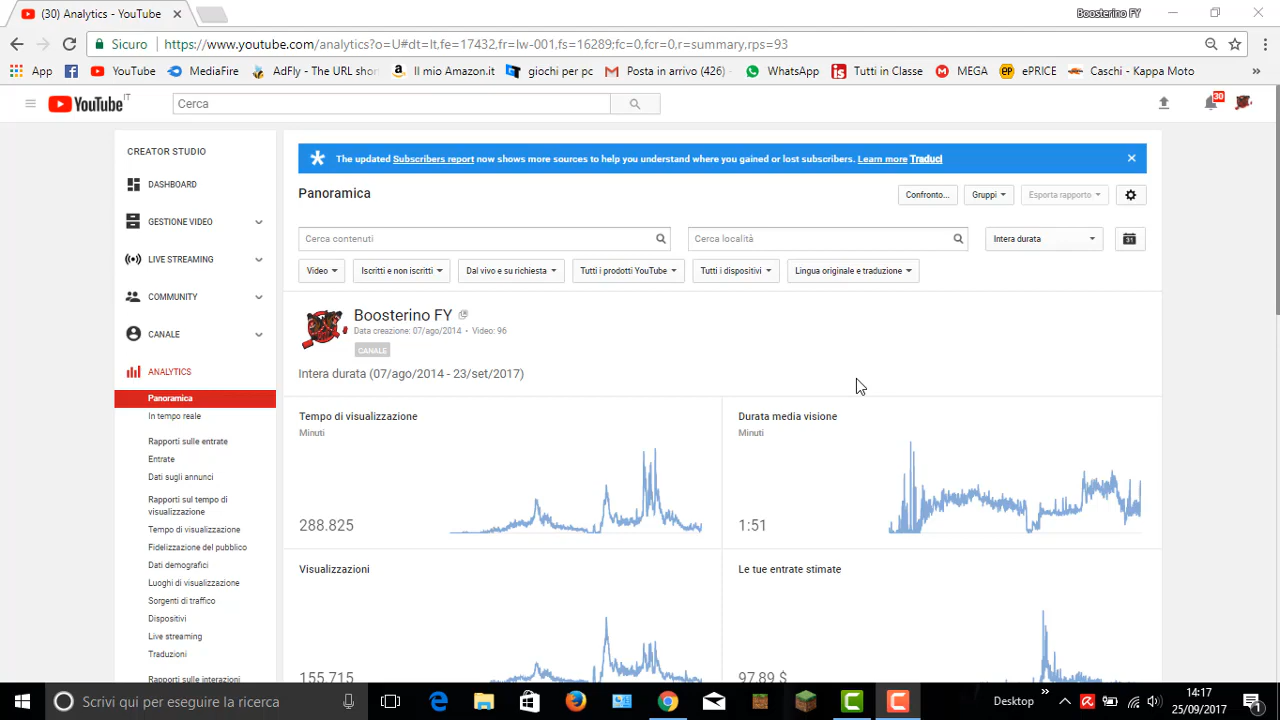 (30) Analytics - YouTube
Boosterino FY
Sicuro
https://www.youtube.com/analytics?o=U#dt=lt,fe=17432,fr=lw-001,fs=16289;fc=0,fcr=0,r=summary,rps=93
App
YouTube
MediaFire
AdFly - The URL short
Il mio Amazon.it
giochi per pc
Posta in arrivo (426) -
WhatsApp
Tutti in Classe
MEGA
ePRICE
Caschi - Kappa Moto
YouTube IT
Cerca
30
CREATOR STUDIO
DASHBOARD
GESTIONE VIDEO
LIVE STREAMING
COMMUNITY
CANALE
ANALYTICS
Panoramica
In tempo reale
Rapporti sulle entrate
Entrate
Dati sugli annunci
Rapporti sul tempo di
visualizzazione
Tempo di visualizzazione
Fidelizzazione del pubblico
Dati demografici
Luoghi di visualizzazione
Sorgenti di traffico
Dispositivi
Live streaming
Traduzioni
Rapporti sulle interazioni
The updated Subscribers report now shows more sources to help you understand where you gained or lost subscribers. Learn more Traduci
Panoramica
Confronto...
Gruppi
Esporta rapporto
Cerca contenuti
Cerca località
Intera durata
31
Video
Iscritti e non iscritti
Dal vivo e su richiesta
Tutti i prodotti YouTube
Tutti i dispositivi
Lingua originale e traduzione
Boosterino FY
Data creazione: 07/ago/2014 • Video: 96
CANALE
Intera durata (07/ago/2014 - 23/set/2017)
Tempo di visualizzazione
Minuti
288.825
Durata media visione
Minuti
1:51
Visualizzazioni
155.715
Le tue entrate stimate
97,89 $
Scrivi qui per eseguire la ricerca
Desktop
14:17
25/09/2017
1